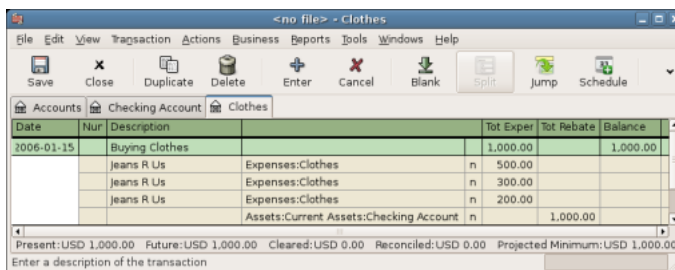 <no file> - Clothes
File Edit View Transaction Actions Business Reports Tools Windows Help
Save Close Duplicate Delete Enter Cancel Blank Split Jump Schedule
Accounts Checking Account Clothes
Date Nur Description Tot Exper Tot Rebate Balance
2006-01-15 Buying Clothes 1,000.00 1,000.00
Jeans R Us Expenses:Clothes n 500.00
Jeans R Us Expenses:Clothes n 300.00
Jeans R Us Expenses:Clothes n 200.00
Assets:Current Assets:Checking Account n 1,000.00
Present:USD 1,000.00 Future:USD 1,000.00 Cleared:USD 0.00 Reconciled:USD 0.00 Projected Minimum:USD 1,000.00
Enter a description of the transaction